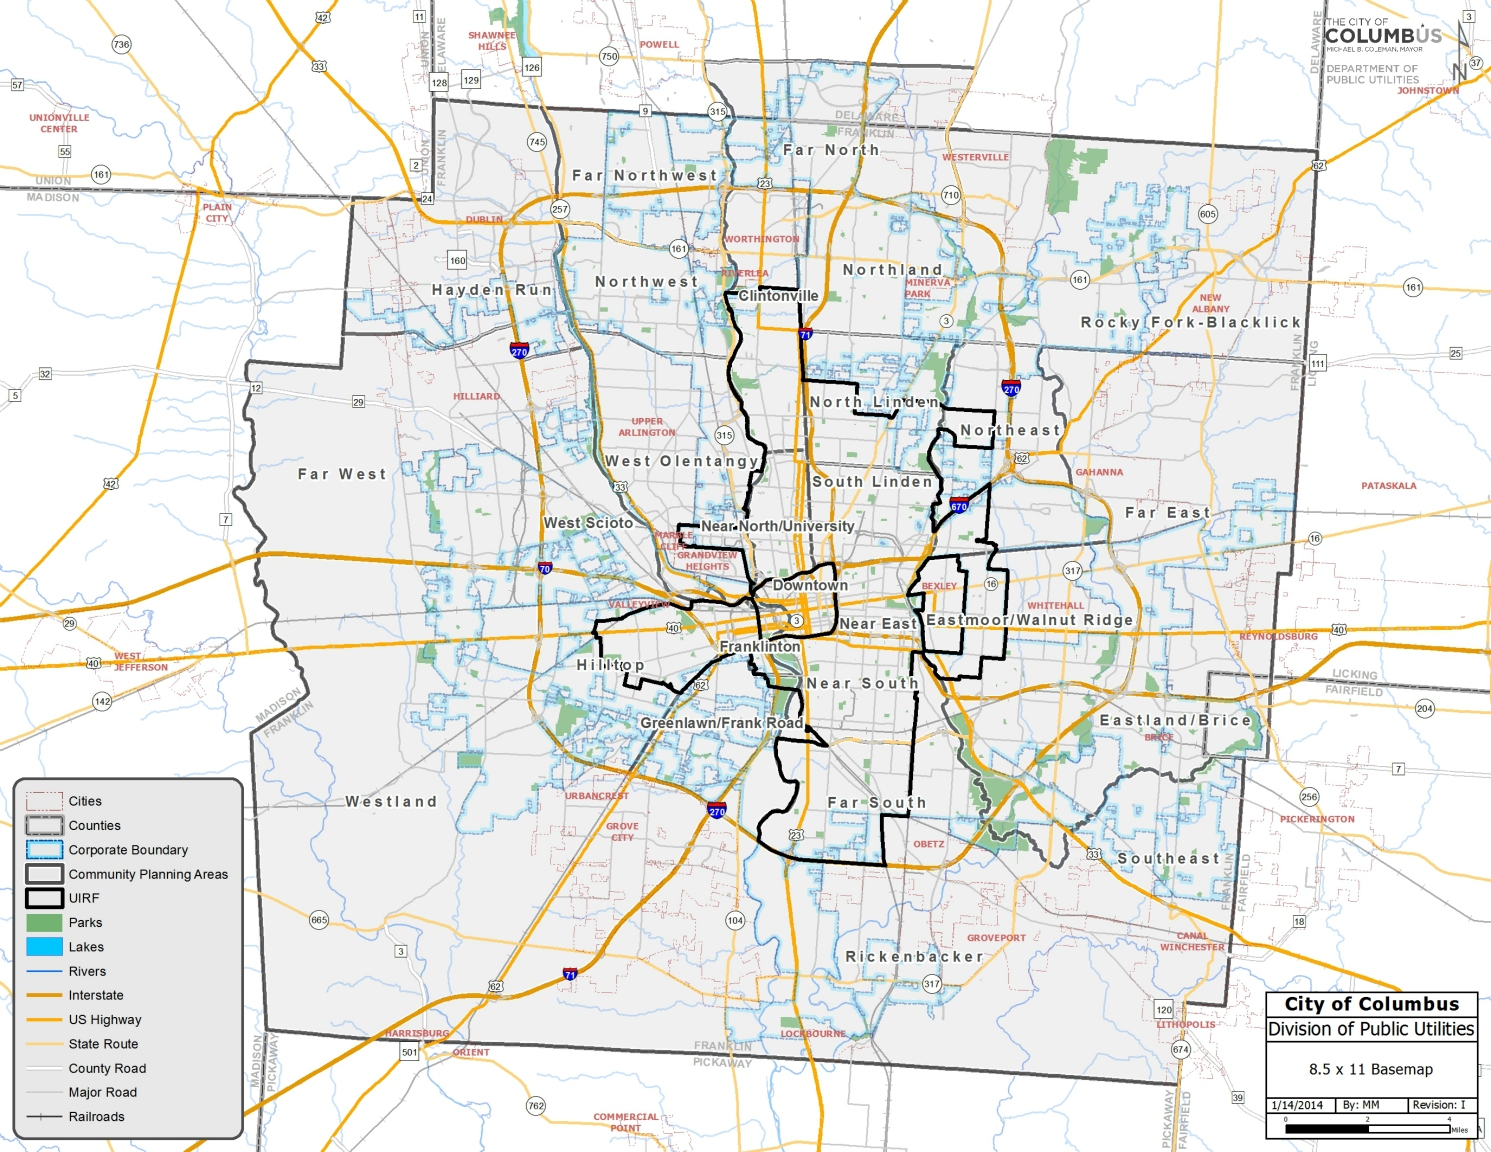 THE CITY OF
COLUMBUS
MICHAEL B. COLEMAN, MAYOR
DEPARTMENT OF
PUBLIC UTILITIES
N
SHAWNEE
HILLS
POWELL
JOHNSTOWN
UNIONVILLE
CENTER
UNION
DELAWARE
DELAWARE
DELAWARE
FRANKLIN
UNION
FRANKLIN
UNION
MADISON
PLAIN
CITY
DUBLIN
WESTERVILLE
WORTHINGTON
RIVERLEA
MINERVA
PARK
NEW
ALBANY
Far North
Far Northwest
Northwest
Northland
Hayden Run
Clintonville
Rocky Fork-Blacklick
FRANKLIN
LICKING
HILLIARD
UPPER
ARLINGTON
North Linden
Northeast
GAHANNA
PATASKALA
Far West
West Olentangy
South Linden
Far East
West Scioto
Near North/University
MARBLE
CLIFF
GRANDVIEW
HEIGHTS
Downtown
BEXLEY
WHITEHALL
VALLEYVIEW
Near East
Eastmoor/Walnut Ridge
REYNOLDSBURG
WEST
JEFFERSON
Franklinton
Hilltop
Near South
LICKING
FAIRFIELD
MADISON
FRANKLIN
Greenlawn/Frank Road
Eastland/Brice
BRICE
Westland
URBANCREST
GROVE
CITY
Far South
OBETZ
PICKERINGTON
Southeast
FRANKLIN
FAIRFIELD
GROVEPORT
CANAL
WINCHESTER
Rickenbacker
LOCKBOURNE
LITHOPOLIS
HARRISBURG
ORIENT
FRANKLIN
PICKAWAY
MADISON
PICKAWAY
COMMERCIAL
POINT
PICKAWAY
FAIRFIELD
42
11
3
736
33
750
37
57
126
128
129
9
315
745
55
161
2
62
24
257
23
710
605
160
161
161
161
3
71
270
270
111
25
32
12
29
5
315
62
33
42
7
670
16
70
317
16
29
40
3
40
40
142
62
204
7
270
256
23
33
665
104
18
3
71
62
317
120
501
674
762
39
Cities
Counties
Corporate Boundary
Community Planning Areas
UIRF
Parks
Lakes
Rivers
Interstate
US Highway
State Route
County Road
Major Road
Railroads
City of Columbus
Division of Public Utilities
8.5 x 11 Basemap
1/14/2014 By: MM Revision: I
0 2 4
Miles